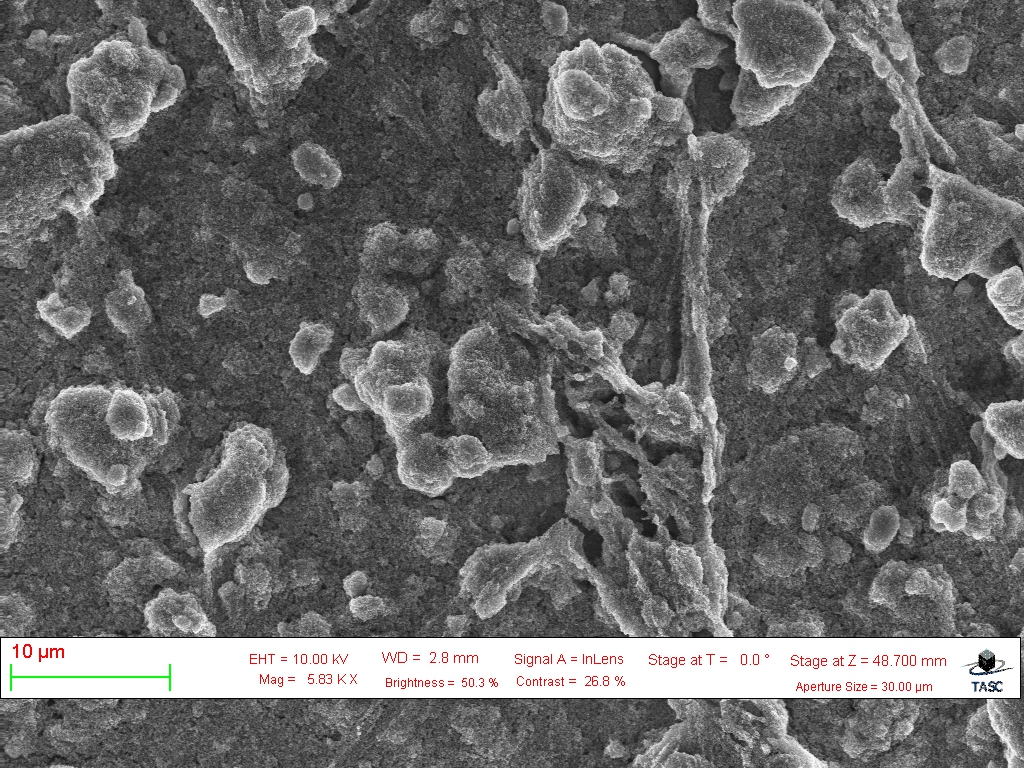 10 µm
EHT = 10.00 kV WD = 2.8 mm Signal A = InLens Stage at T = 0.0 ° Stage at Z = 48.700 mm
Mag = 5.83 K X Brightness = 50.3 % Contrast = 26.8 % Aperture Size = 30.00 µm
TASC